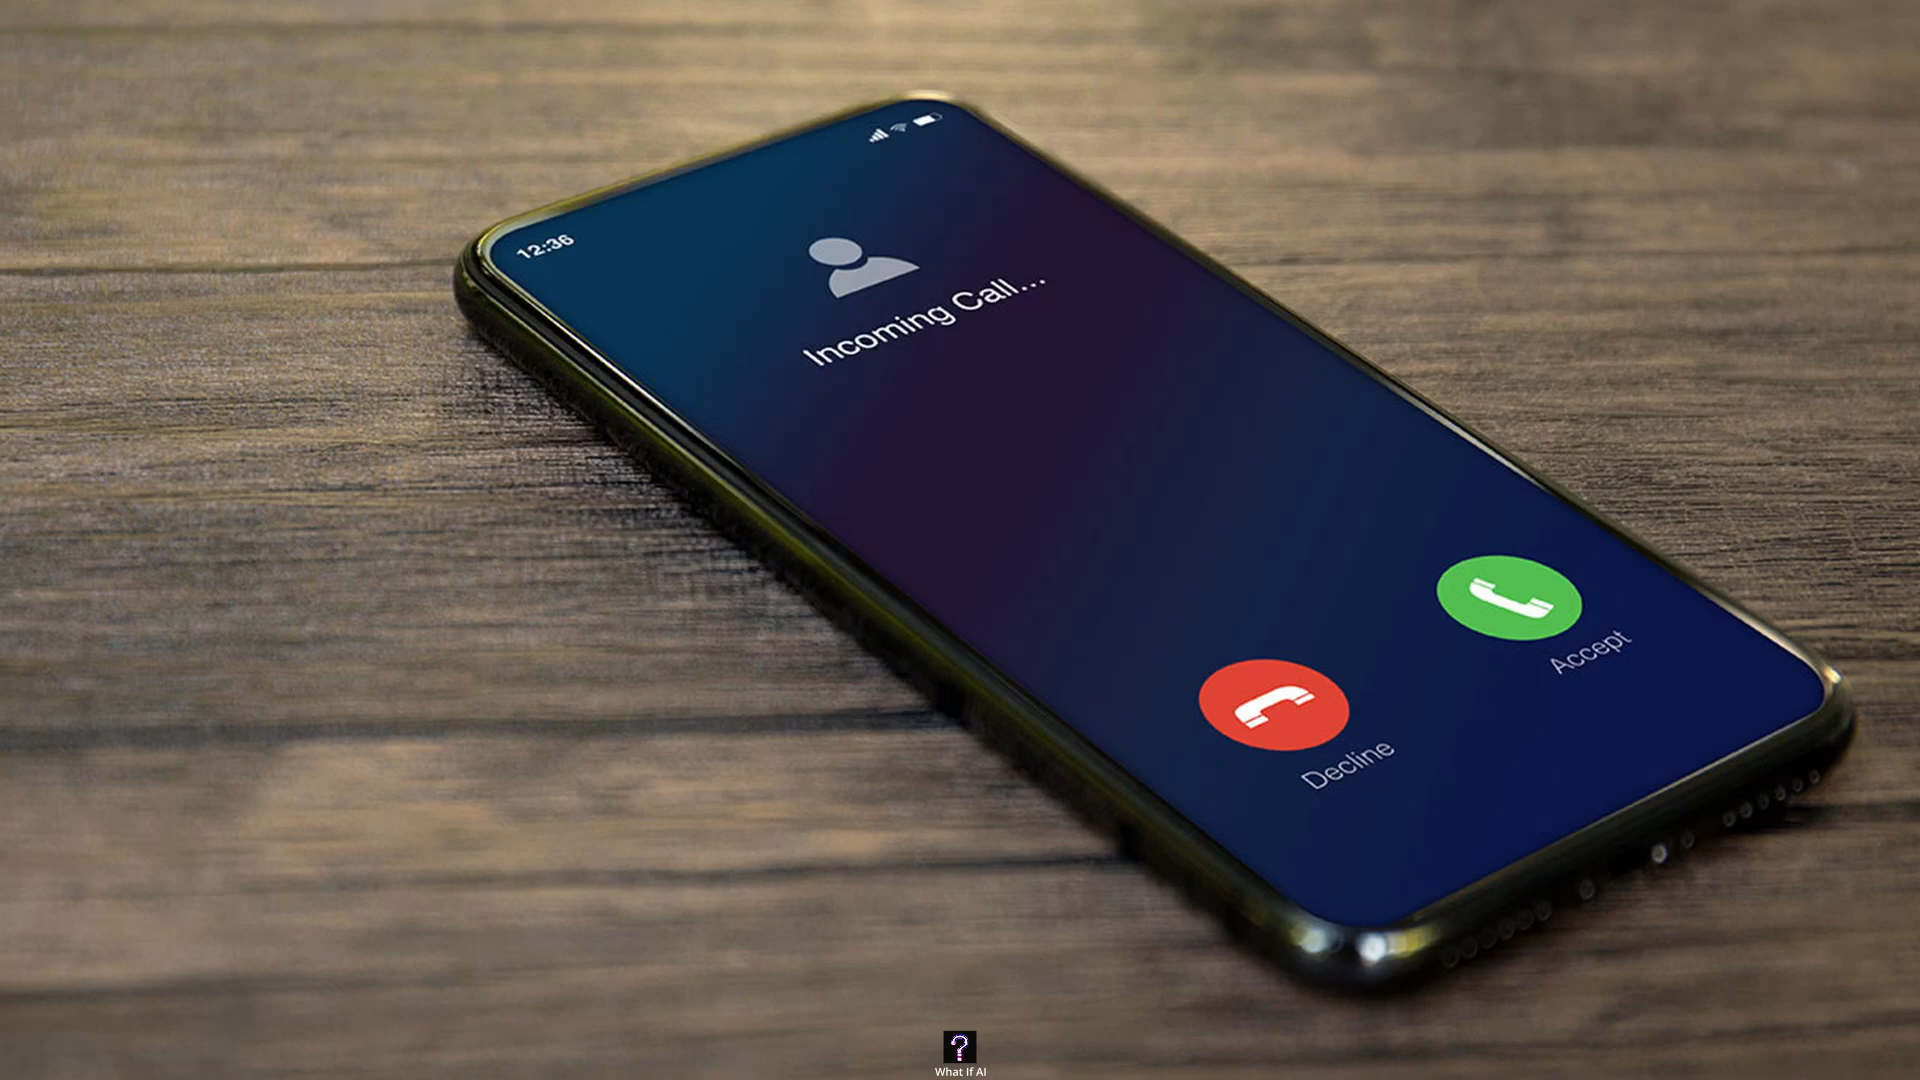 12:36
Incoming Call...
Accept
Decline
?
What If AI